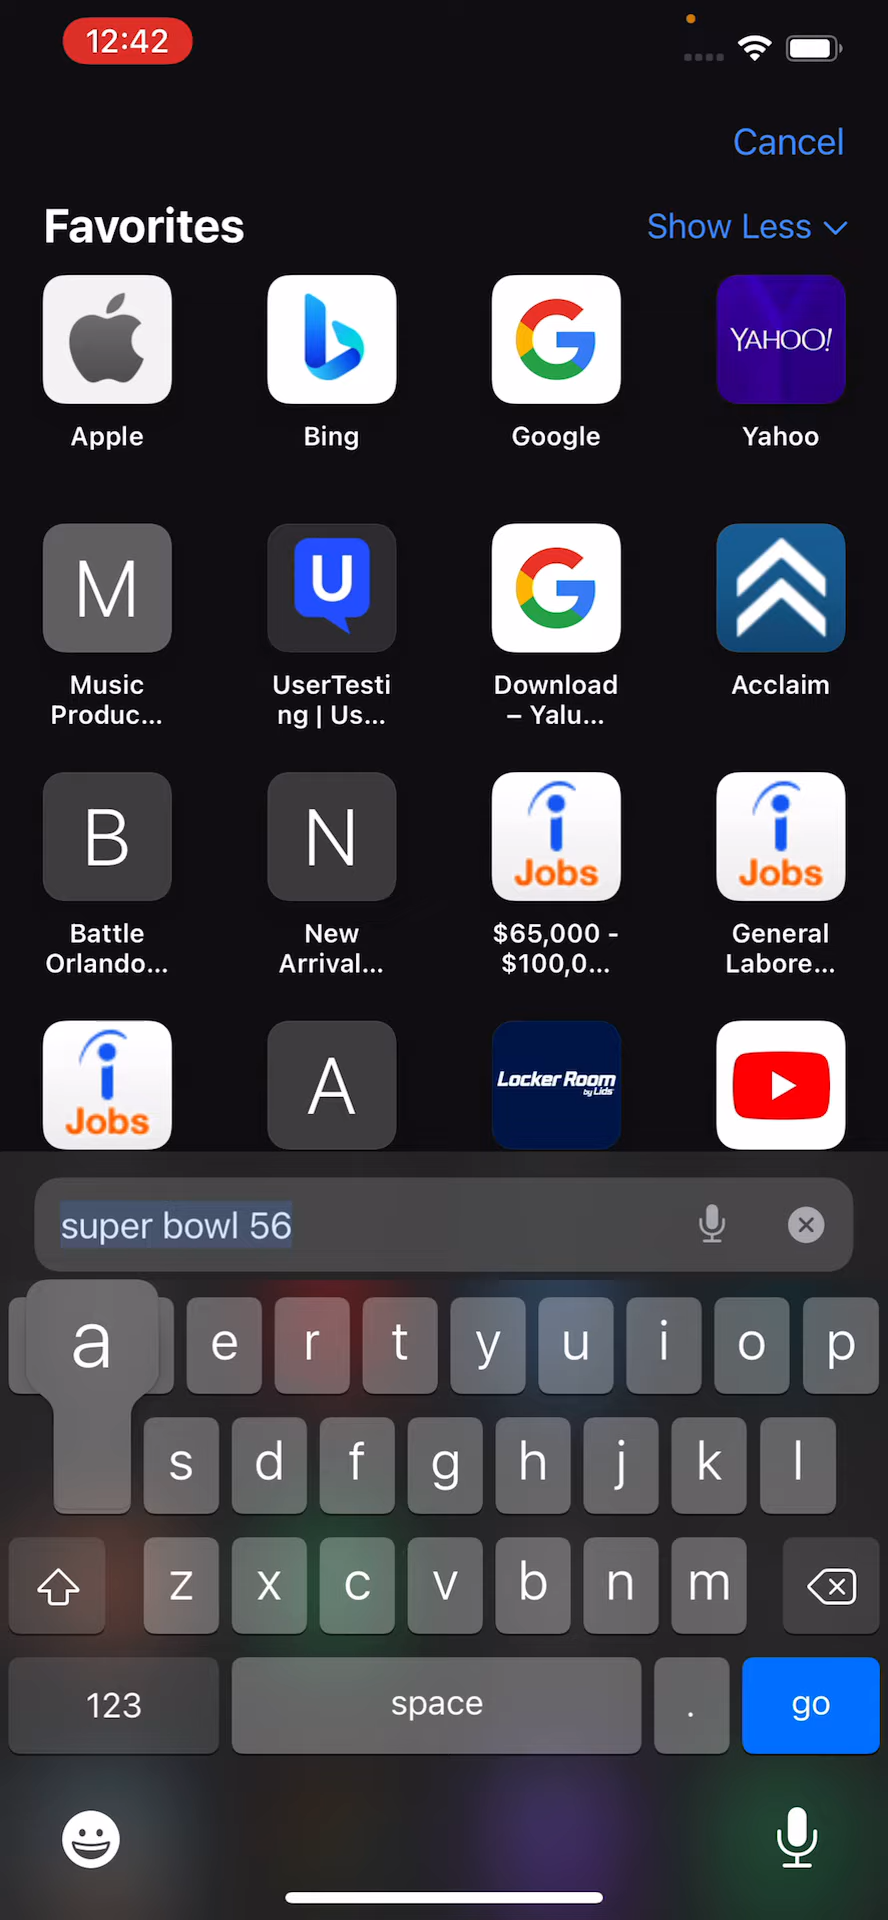 12:42
Cancel
Favorites
Show Less
YAHOO!
Apple
Bing
Google
Yahoo
M
U
Music
Produc...
UserTesti
ng | Us...
Download
– Yalu...
Acclaim
B
N
i
Jobs
i
Jobs
Battle
Orlando...
New
Arrival...
$65,000 -
$100,0...
General
Labore...
i
Jobs
A
Locker Room
by Lids
super bowl 56
a
e r t y u i o p
s d f g h j k l
z x c v b n m
123
space
.
go